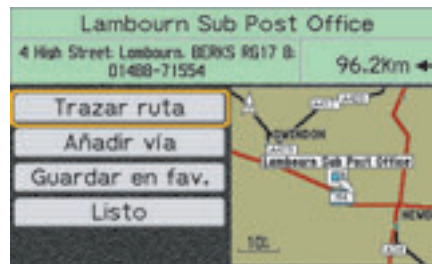 Lambourn Sub Post Office
4 High Street Lambourn, BERKS RG17 8:
01488-71554
96.2Km
Trazar ruta
Añadir vía
Guardar en fav.
Listo
Lambourn Sub Post Office